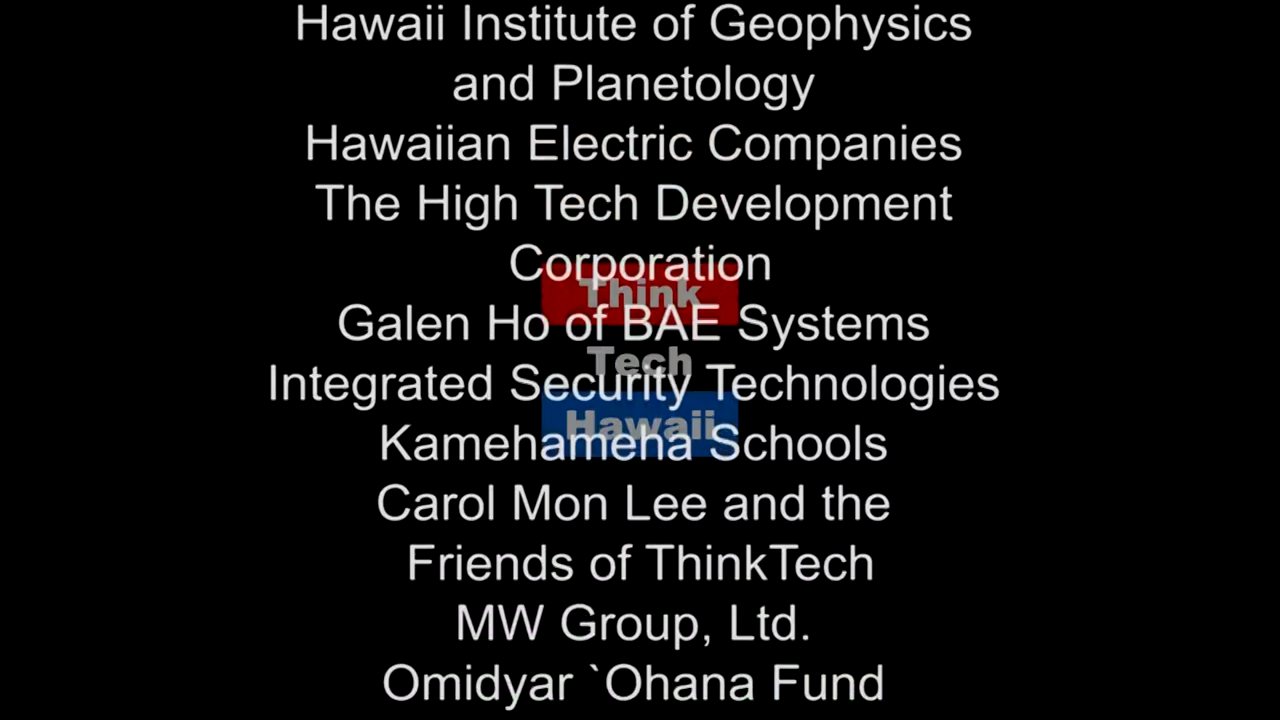 Hawaii Institute of Geophysics
and Planetology
Hawaiian Electric Companies
The High Tech Development
Corporation
Think
Galen Ho of BAE Systems
Tech
Integrated Security Technologies
Hawaii
Kamehameha Schools
Carol Mon Lee and the
Friends of ThinkTech
MW Group, Ltd.
Omidyar `Ohana Fund